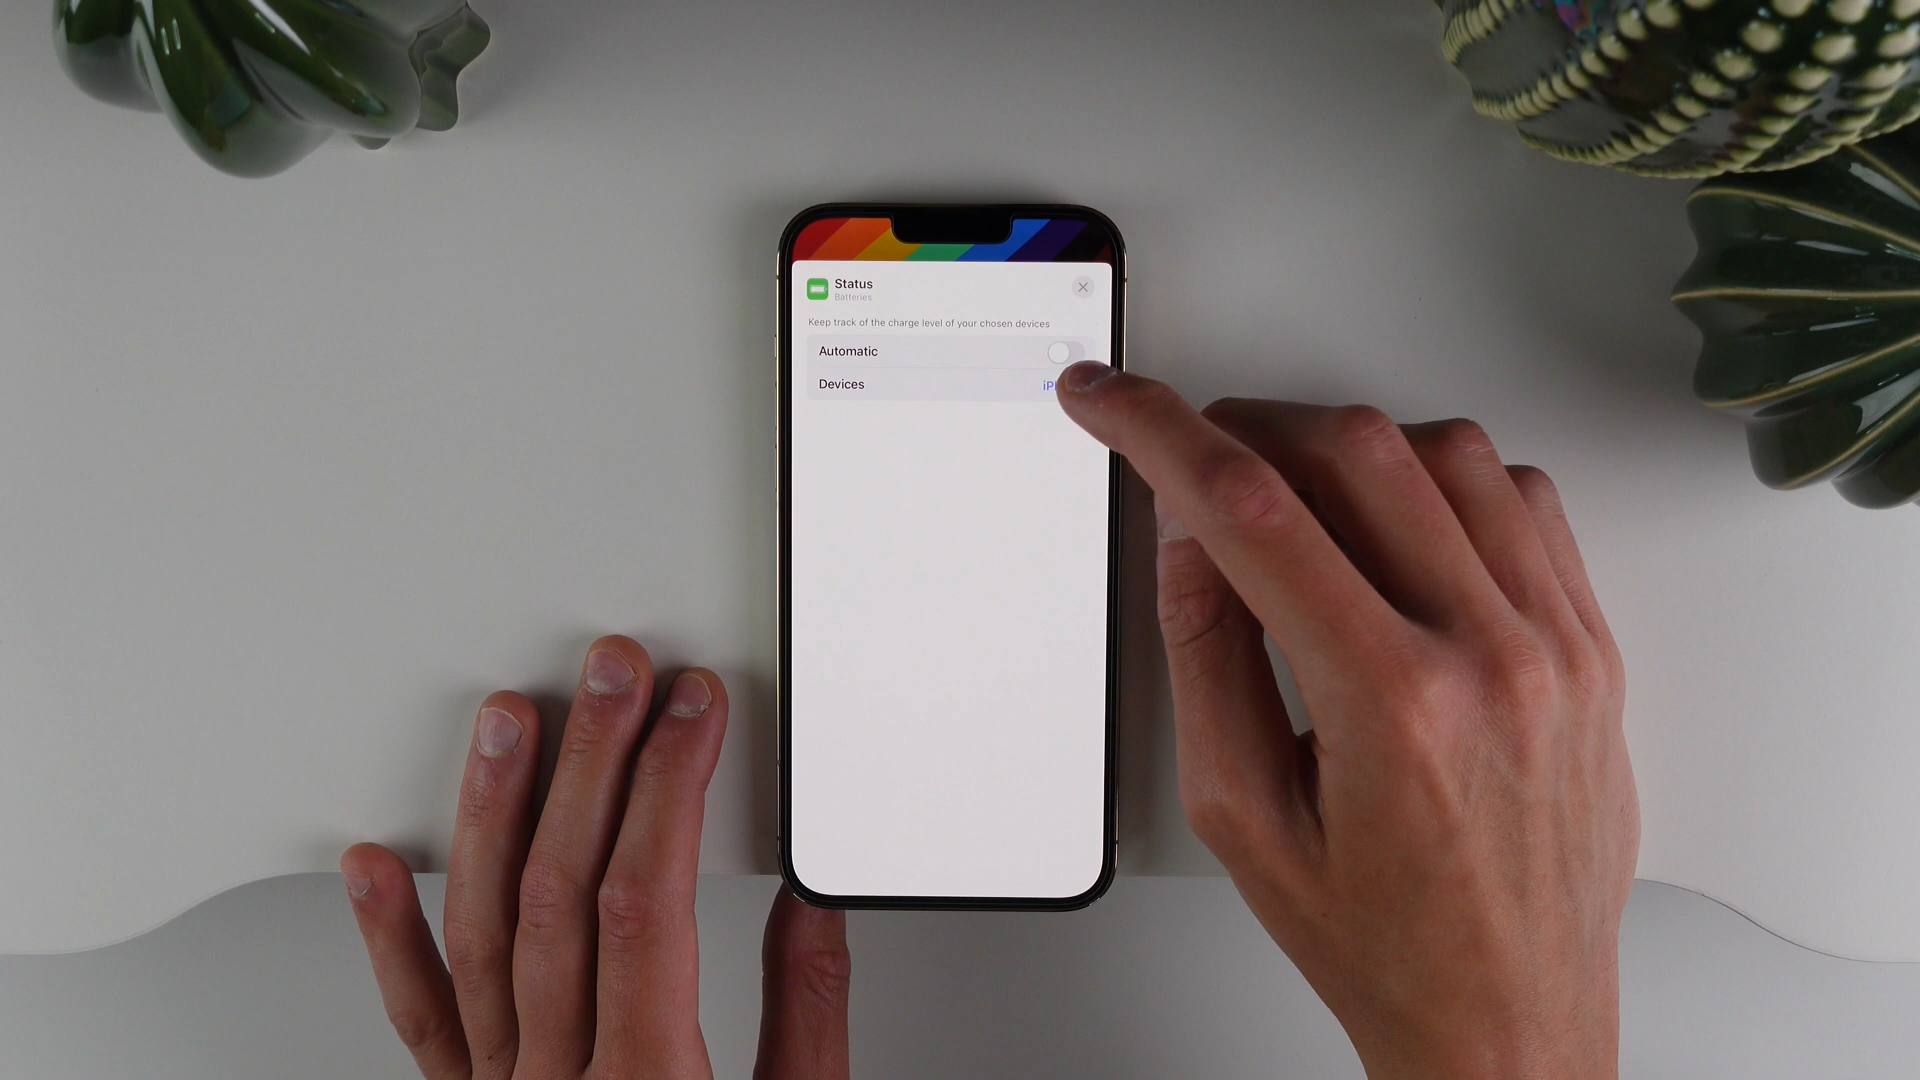 Status
Batteries
Keep track of the charge level of your chosen devices
Automatic
Devices